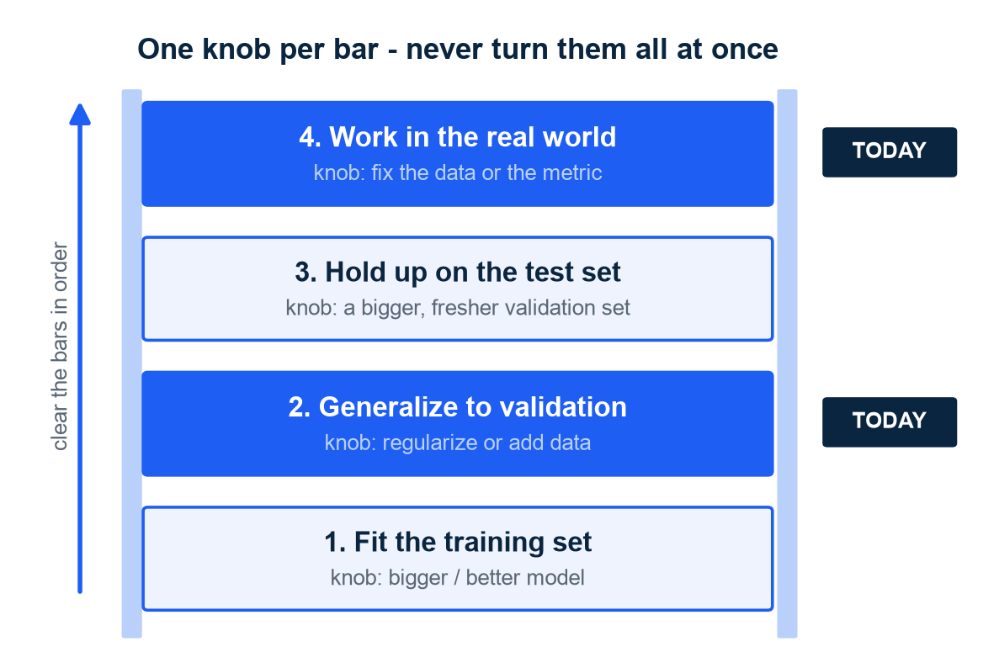 One knob per bar - never turn them all at once
4. Work in the real world
knob: fix the data or the metric
TODAY
3. Hold up on the test set
knob: a bigger, fresher validation set
clear the bars in order
2. Generalize to validation
knob: regularize or add data
TODAY
1. Fit the training set
knob: bigger / better model